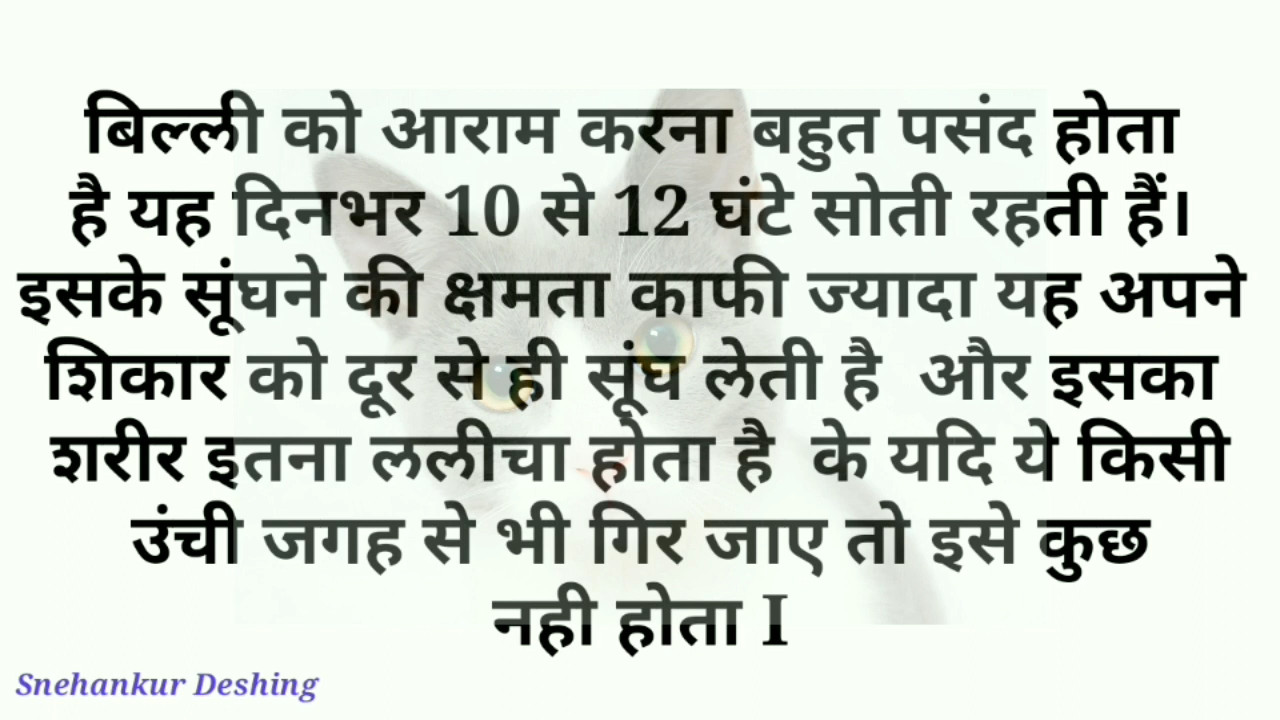 बिल्ली को आराम करना बहुत पसंद होता
है यह दिनभर 10 से 12 घंटे सोती रहती हैं।
इसके सूंघने की क्षमता काफी ज्यादा यह अपने
शिकार को दूर से ही सूंघ लेती है और इसका
शरीर इतना ललीचा होता है के यदि ये किसी
उंची जगह से भी गिर जाए तो इसे कुछ
नही होता I
Snehankur Deshing